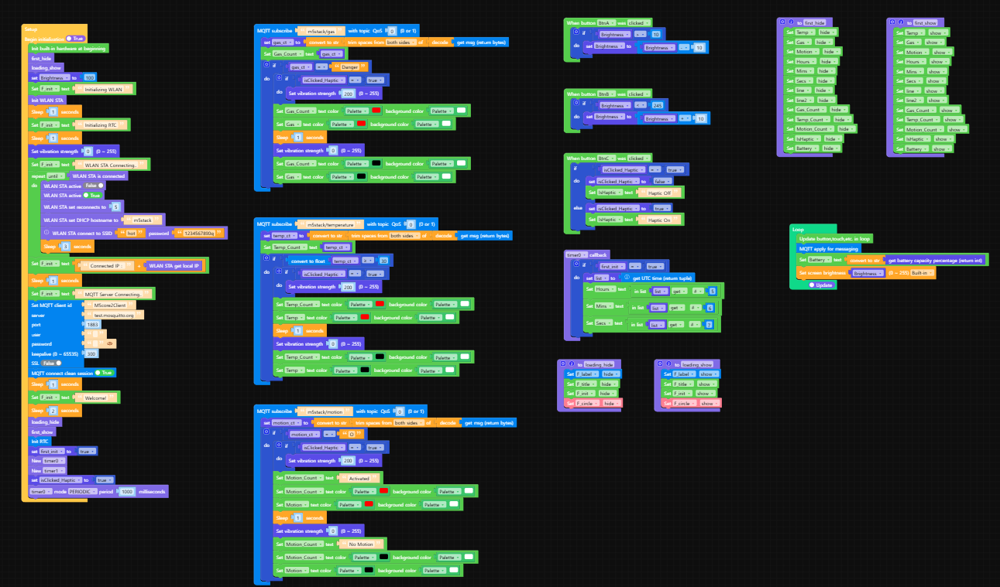 Setup
Begin initialization True
Init built-in hardware at beginning
first_hide
loading_show
set Brightness to 100
Set F_init text “ Initializing WLAN ”
Init WLAN STA
Sleep 1 seconds
Set F_init text “ Initializing RTC ”
Sleep 1 seconds
Set vibration strength 0 (0 ~ 255)
Set F_init text “ WLAN STA Connecting.. ”
repeat until WLAN STA is connected
do WLAN STA active False
WLAN STA active True
WLAN STA set reconnects to 5
WLAN STA set DHCP hostname to “ m5stack ”
WLAN STA connect to SSID “ hot ” password “ 1234567890q ”
Sleep 3 seconds
Set F_init text “ Connected IP : ” + WLAN STA get local IP
Sleep 1 seconds
Set F_init text “ MQTT Server Connecting.. ”
Set MQTT client id “ M5core2Client ”
server “ test.mosquitto.org ”
port 1883
user “ ”
password “ ”
keepalive (0 ~ 65535) 300
SSL False
MQTT connect clean session True
Sleep 1 seconds
Set F_init text “ Welcome! ”
Sleep 2 seconds
loading_hide
first_show
Init RTC
set first_init to true
New timer0
New timer1
set isClicked_Haptic to true
timer0 mode PERIODIC period 1000 milliseconds
MQTT subscribe “ m5stack/gas ” with topic QoS 0 (0 or 1)
set gas_ct to convert to str trim spaces from both sides of decode get msg (return bytes)
Set Gas_Count text gas_ct
if gas_ct = “ Danger ”
do if isClicked_Haptic = true
do Set vibration strength 200 (0 ~ 255)
Set Gas_Count text color Palette background color Palette
Set Gas text color Palette background color Palette
Sleep 1 seconds
Set vibration strength 0 (0 ~ 255)
Set Gas_Count text color Palette background color Palette
Set Gas text color Palette background color Palette
MQTT subscribe “ m5stack/temperature ” with topic QoS 0 (0 or 1)
set temp_ct to convert to str trim spaces from both sides of decode get msg (return bytes)
Set Temp_Count text temp_ct
if convert to float temp_ct ≥ 30
do if isClicked_Haptic = true
do Set vibration strength 200 (0 ~ 255)
Set Temp_Count text color Palette background color Palette
Set Temp text color Palette background color Palette
Sleep 1 seconds
Set vibration strength 0 (0 ~ 255)
Set Temp_Count text color Palette background color Palette
Set Temp text color Palette background color Palette
MQTT subscribe “ m5stack/motion ” with topic QoS 0 (0 or 1)
set motion_ct to convert to str trim spaces from both sides of decode get msg (return bytes)
if motion_ct = “ O ”
do if isClicked_Haptic = true
do Set vibration strength 200 (0 ~ 255)
Set Motion_Count text “ Activated ”
Set Motion_Count text color Palette background color Palette
Set Motion text color Palette background color Palette
Sleep 1 seconds
Set vibration strength 0 (0 ~ 255)
Set Motion_Count text “ No Motion ”
Set Motion_Count text color Palette background color Palette
Set Motion text color Palette background color Palette
When button BtnA was clicked
if Brightness > 10
do set Brightness to Brightness - 10
When button BtnB was clicked
if Brightness < 245
do set Brightness to Brightness + 10
When button BtnC was clicked
if isClicked_Haptic = true
do set isClicked_Haptic to false
Set IsHaptic text “ Haptic Off ”
else set isClicked_Haptic to true
Set IsHaptic text “ Haptic On ”
timer0 callback
if first_init = true
do set list to get UTC time (return tuple)
Set Hours text in list list get # 5
Set Mins text in list list get # 6
Set Secs text in list list get # 7
to loading_hide
Set F_label hide
Set F_title hide
Set F_init hide
Set F_circle hide
to loading_show
Set F_label show
Set F_title show
Set F_init show
Set F_circle show
to first_hide
Set Temp hide
Set Gas hide
Set Motion hide
Set Hours hide
Set Mins hide
Set Secs hide
Set line hide
Set line2 hide
Set Gas_Count hide
Set Temp_Count hide
Set Motion_Count hide
Set IsHaptic hide
Set Battery hide
to first_show
Set Temp show
Set Gas show
Set Motion show
Set Hours show
Set Mins show
Set Secs show
Set line show
Set line2 show
Set Gas_Count show
Set Temp_Count show
Set Motion_Count show
Set IsHaptic show
Set Battery show
Loop
Update button,touch,etc. in loop
MQTT apply for messaging
Set Battery text convert to str get battery capacity percentage (return int)
Set screen brightness Brightness (0 ~ 255) Built-in
Update